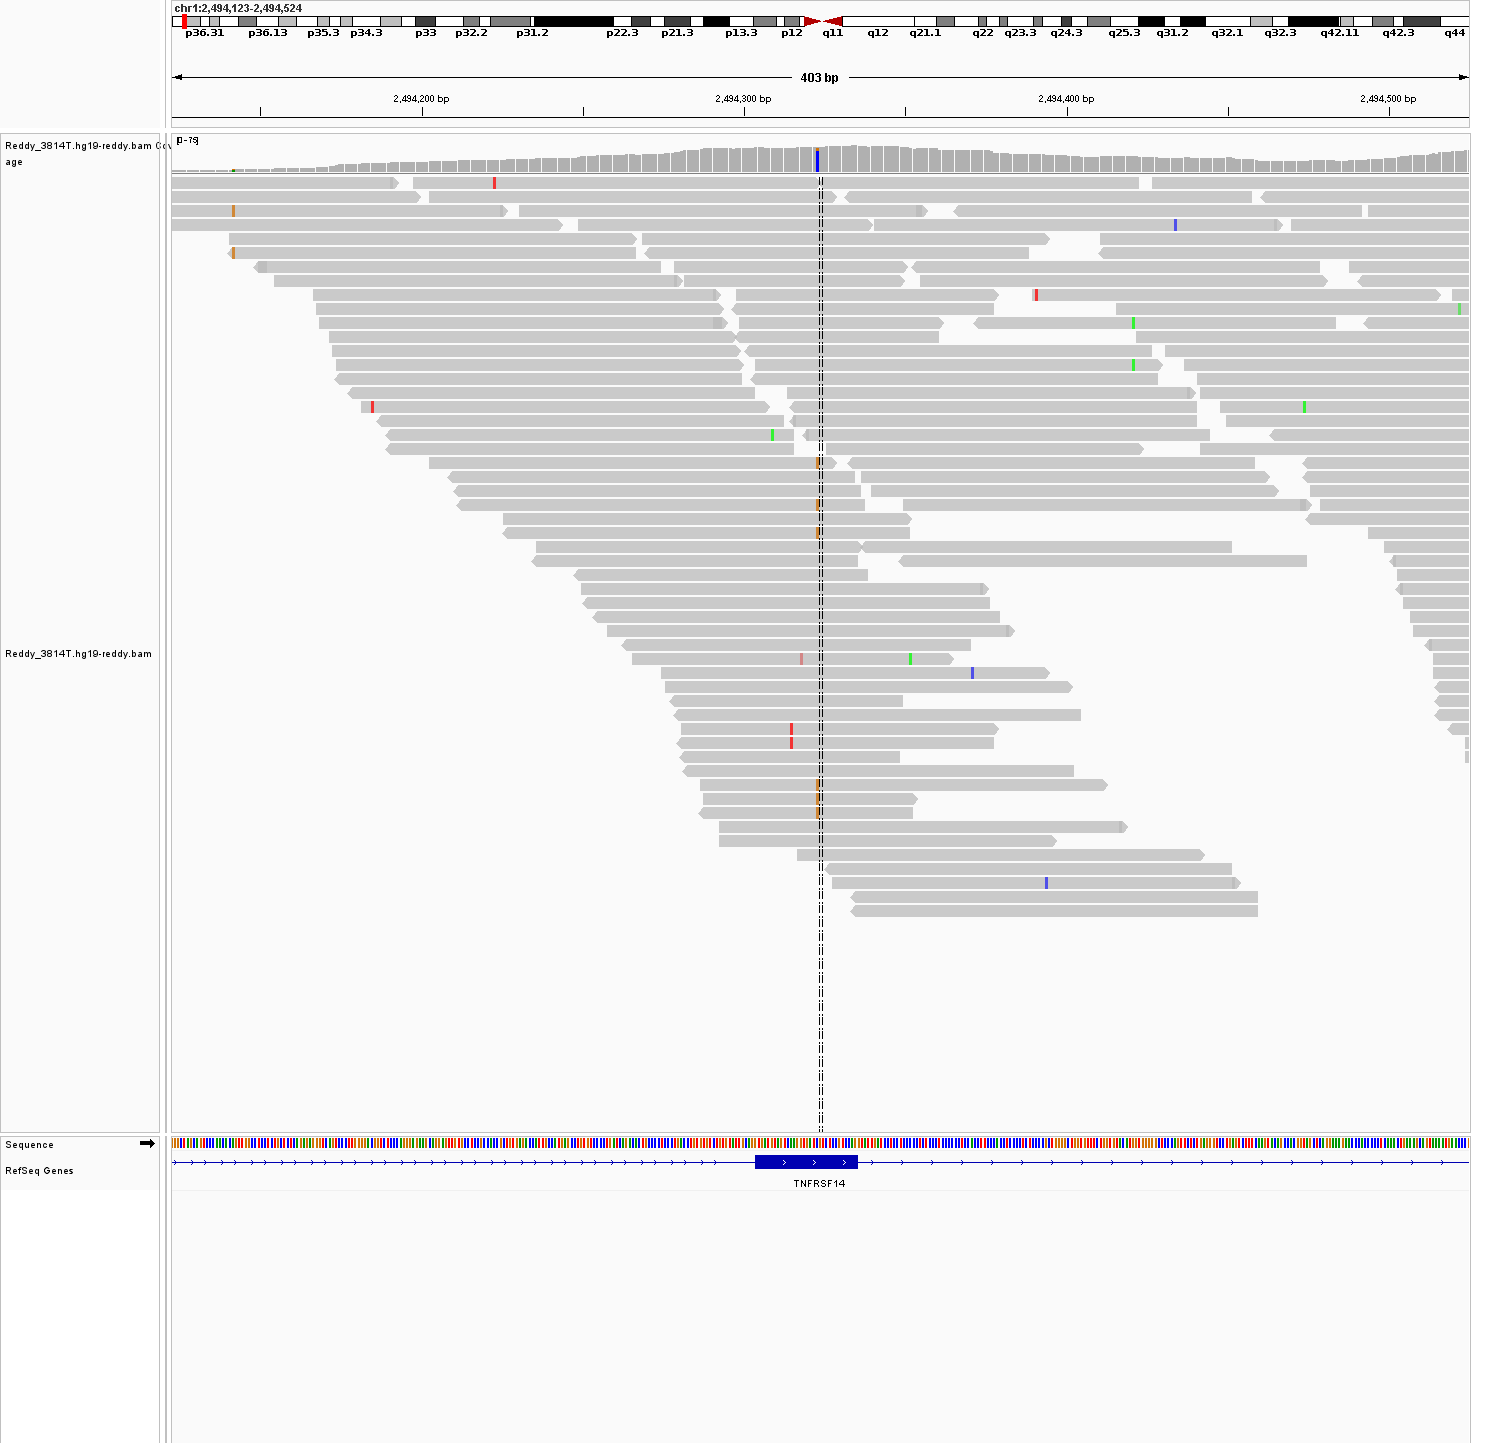 chr1:2,494,123-2,494,524
p36.31 p36.13 p35.3 p34.3 p33 p32.2 p31.2 p22.3 p21.3 p13.3 p12 q11 q12 q21.1 q22 q23.3 q24.3 q25.3 q31.2 q32.1 q32.3 q42.11 q42.3 q44
403 bp
2,494,200 bp 2,494,300 bp 2,494,400 bp 2,494,500 bp
Reddy_3814T.hg19-reddy.bam Cov
age
Reddy_3814T.hg19-reddy.bam
Sequence
RefSeq Genes
TNFRSF14